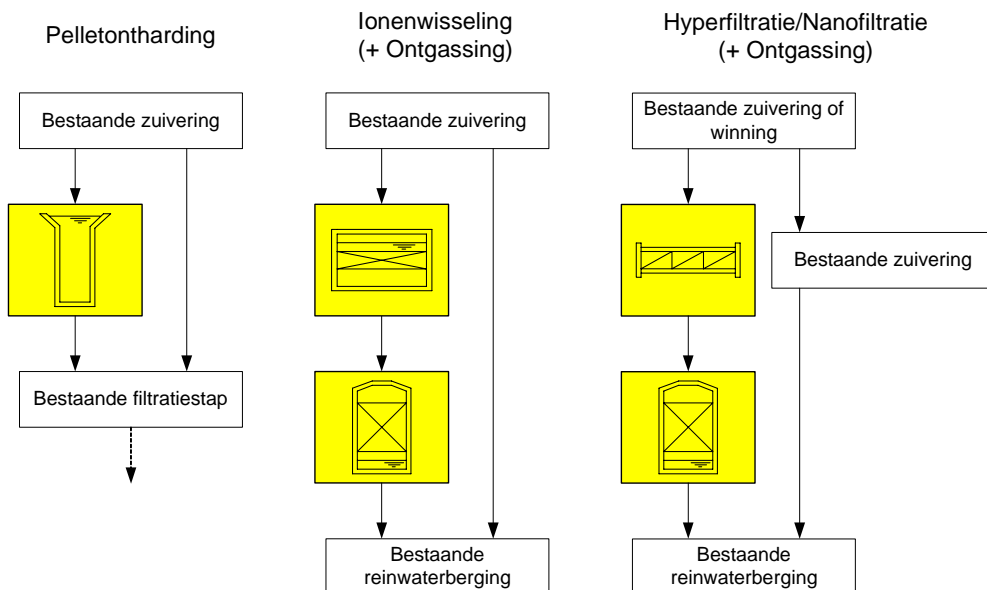 Pelletontharding
Bestaande zuivering
Bestaande filtratiestap
Ionenwisseling
(+ Ontgassing)
Bestaande zuivering
Bestaande
reinwaterberging
Hyperfiltratie/Nanofiltratie
(+ Ontgassing)
Bestaande zuivering of
winning
Bestaande zuivering
Bestaande
reinwaterberging